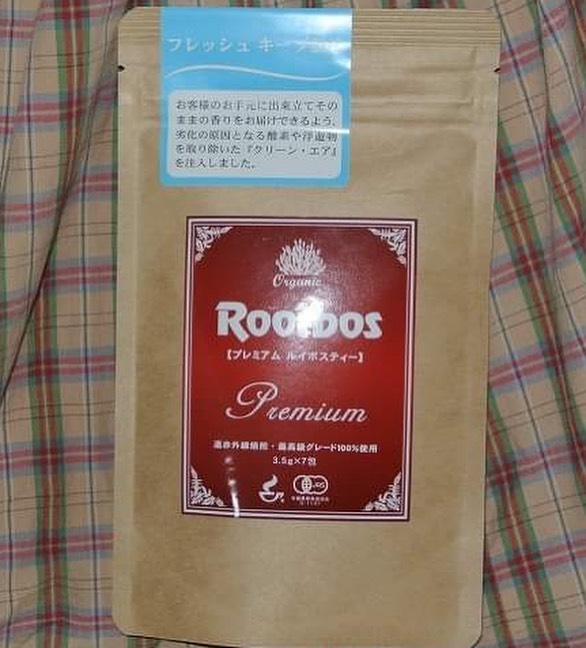 フレッシュ キープ
お客様のお手元に出来立てその
ままの香りをお届けできるよう、
劣化の原因となる酸素や浮遊物
を取り除いた『クリーン・エア』
を注入しました。
Organic
Rooibos
【プレミアム ルイボスティー】
Premium
遠赤外線焙煎・最高級グレード100%使用
3.5g×7包
JAS